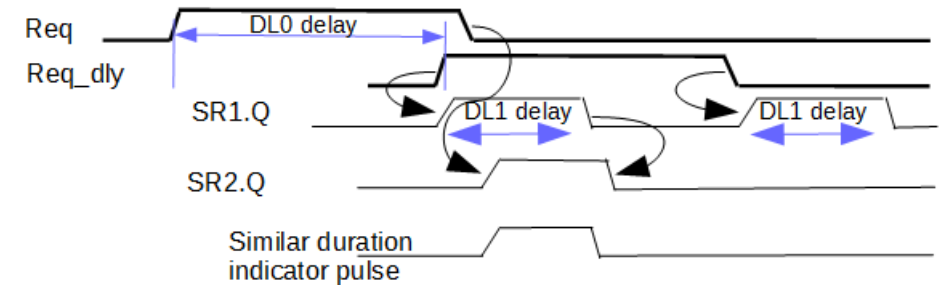 Req
DL0 delay
Req_dly
SR1.Q
DL1 delay
DL1 delay
SR2.Q
Similar duration
indicator pulse